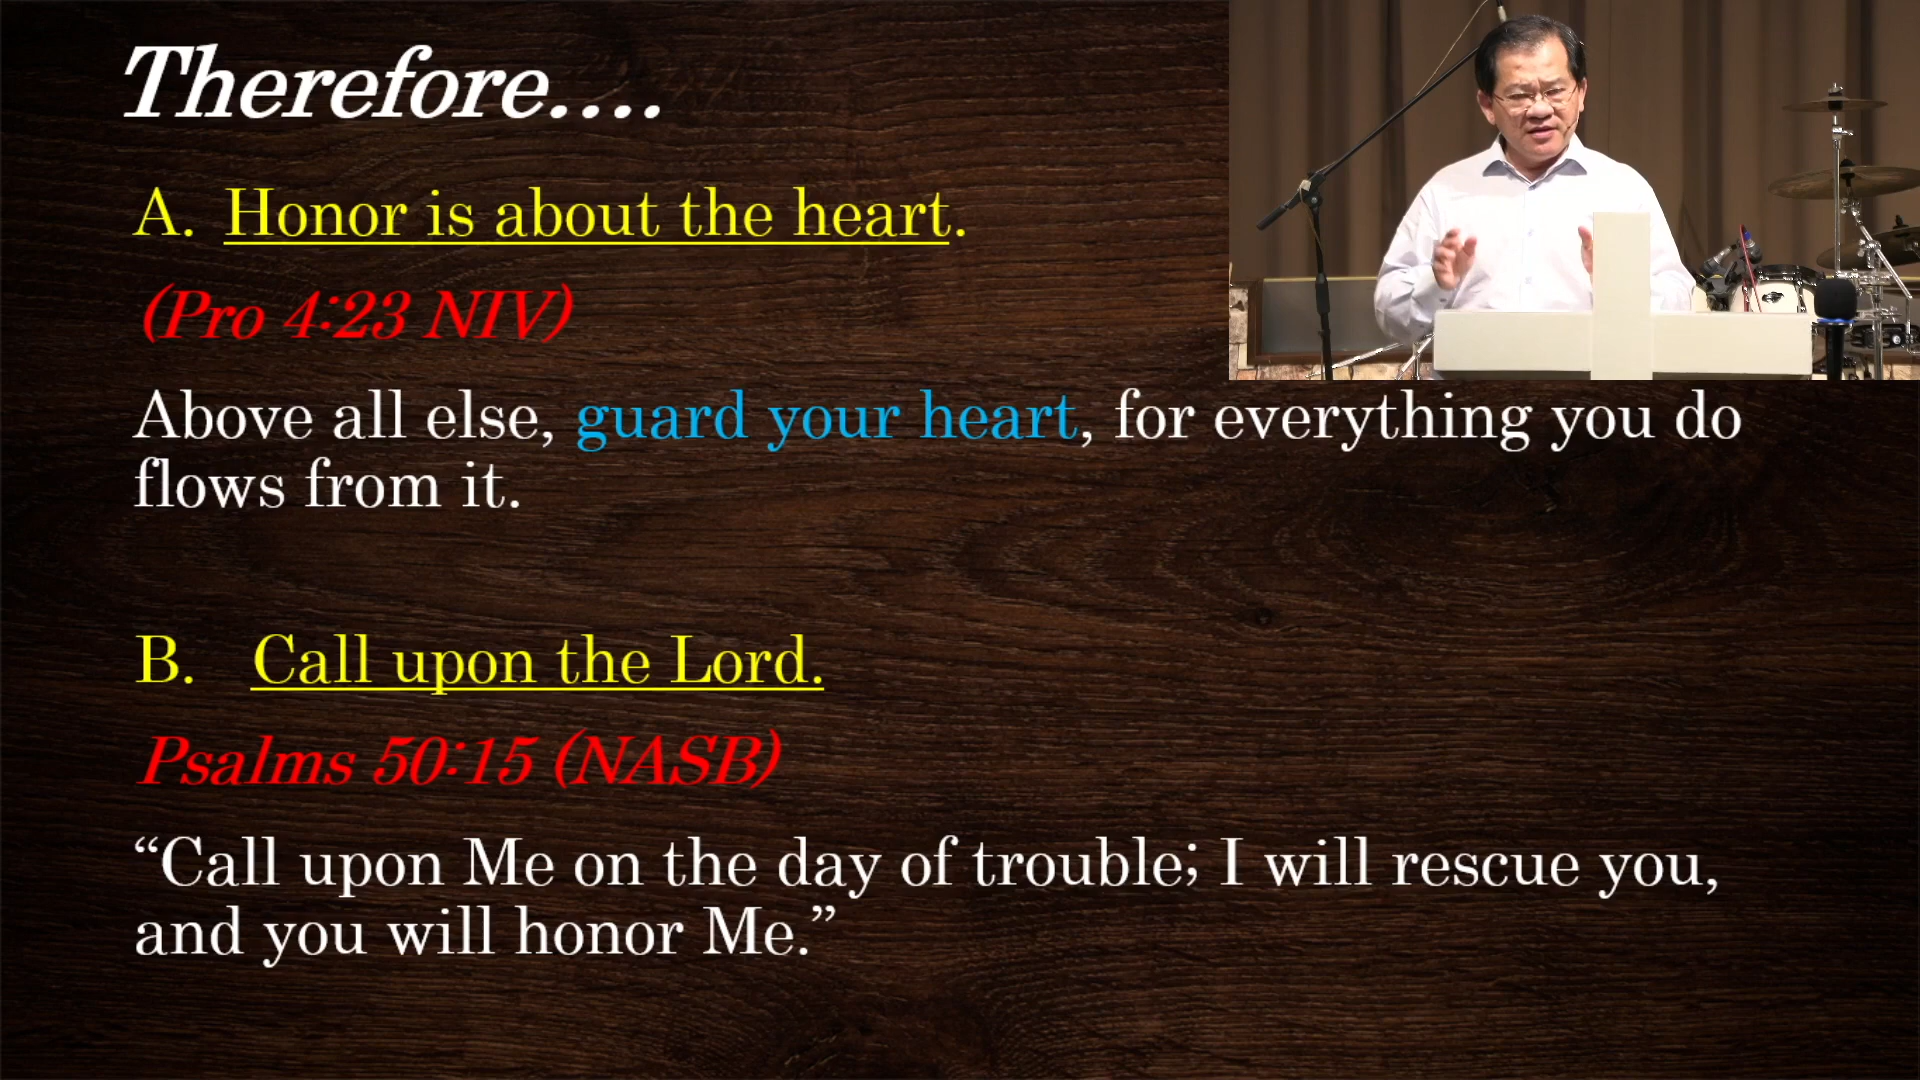 Therefore....
A. Honor is about the heart.
(Pro 4:23 NIV)
Above all else, guard your heart, for everything you do
flows from it.
B. Call upon the Lord.
Psalms 50:15 (NASB)
“Call upon Me on the day of trouble; I will rescue you,
and you will honor Me.”